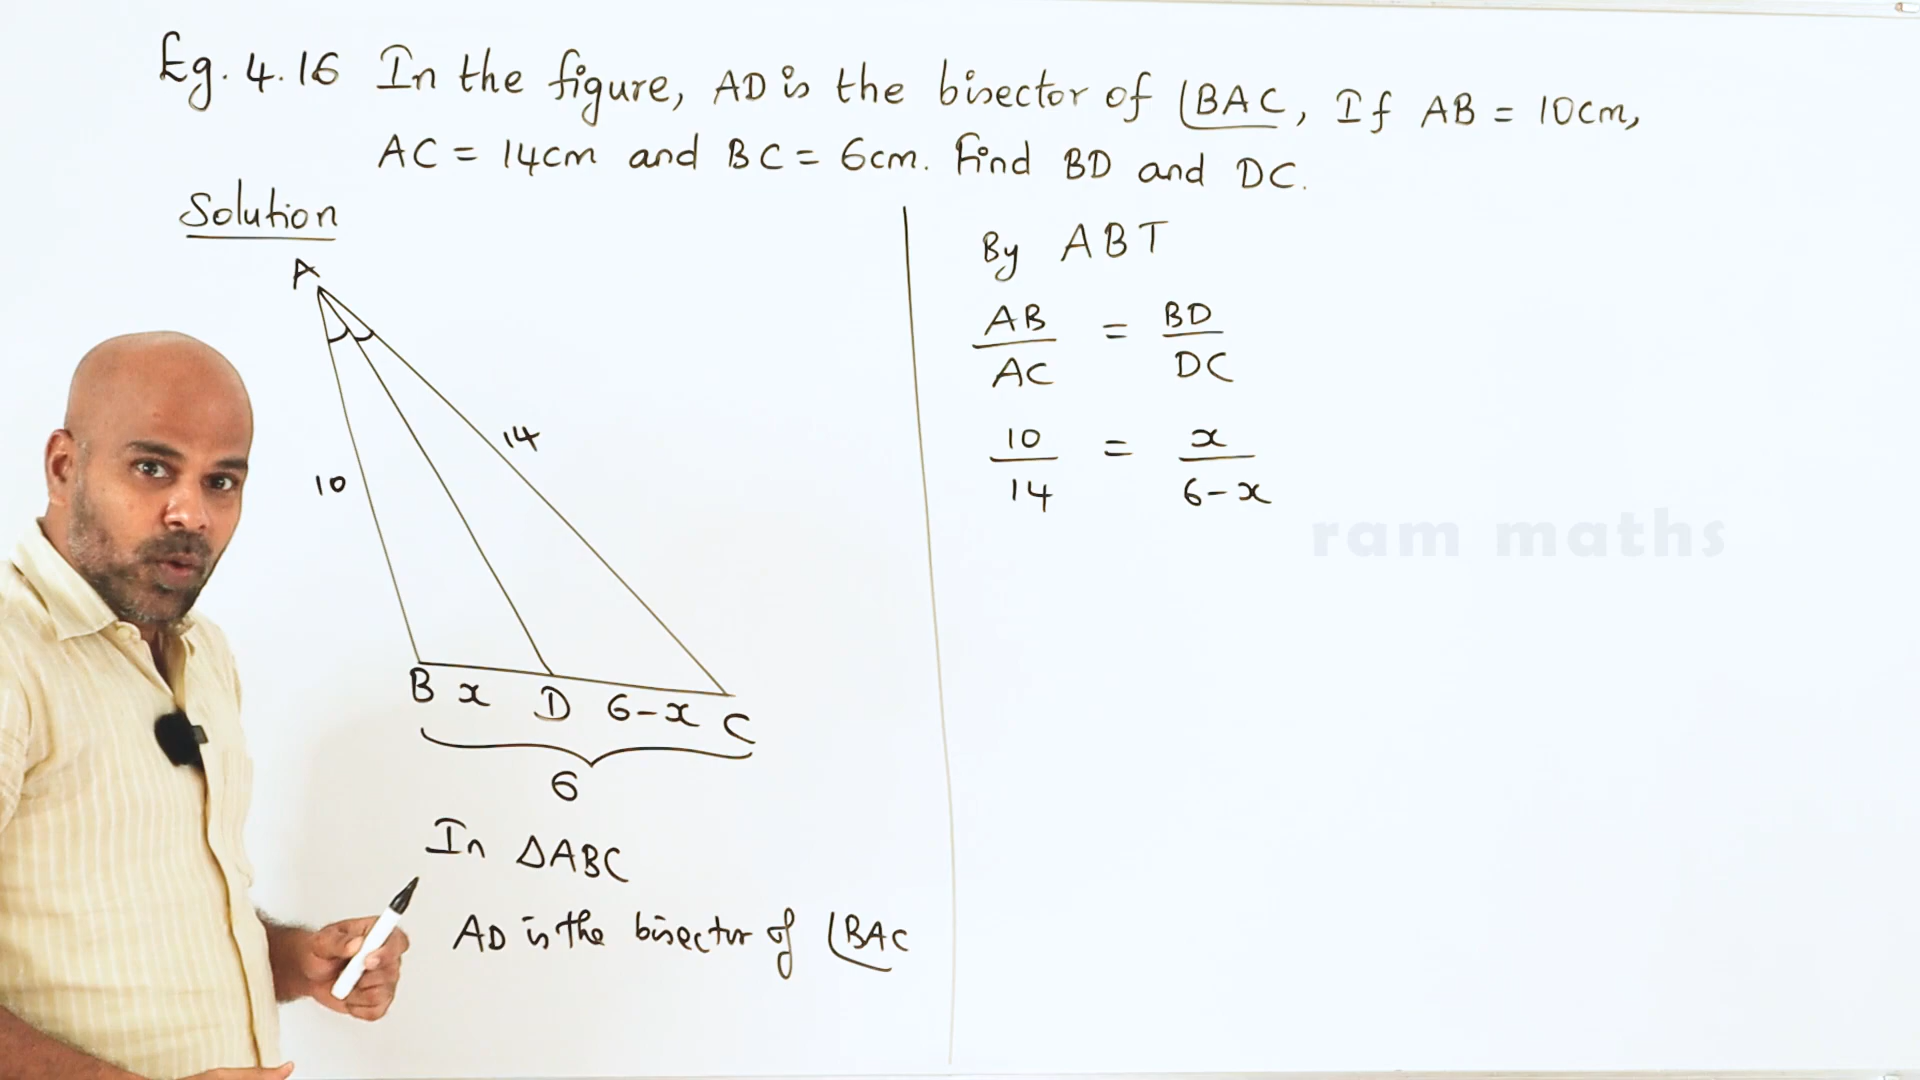 Eg. 4.16 In the figure, AD is the bisector of ∠BAC, If AB = 10cm,
AC = 14cm and BC = 6cm. Find BD and DC.
Solution
A
10
14
B x D 6-x C
6
In ΔABC
AD is the bisector of ∠BAC
By ABT
AB/AC = BD/DC
10/14 = x/6-x
ram maths